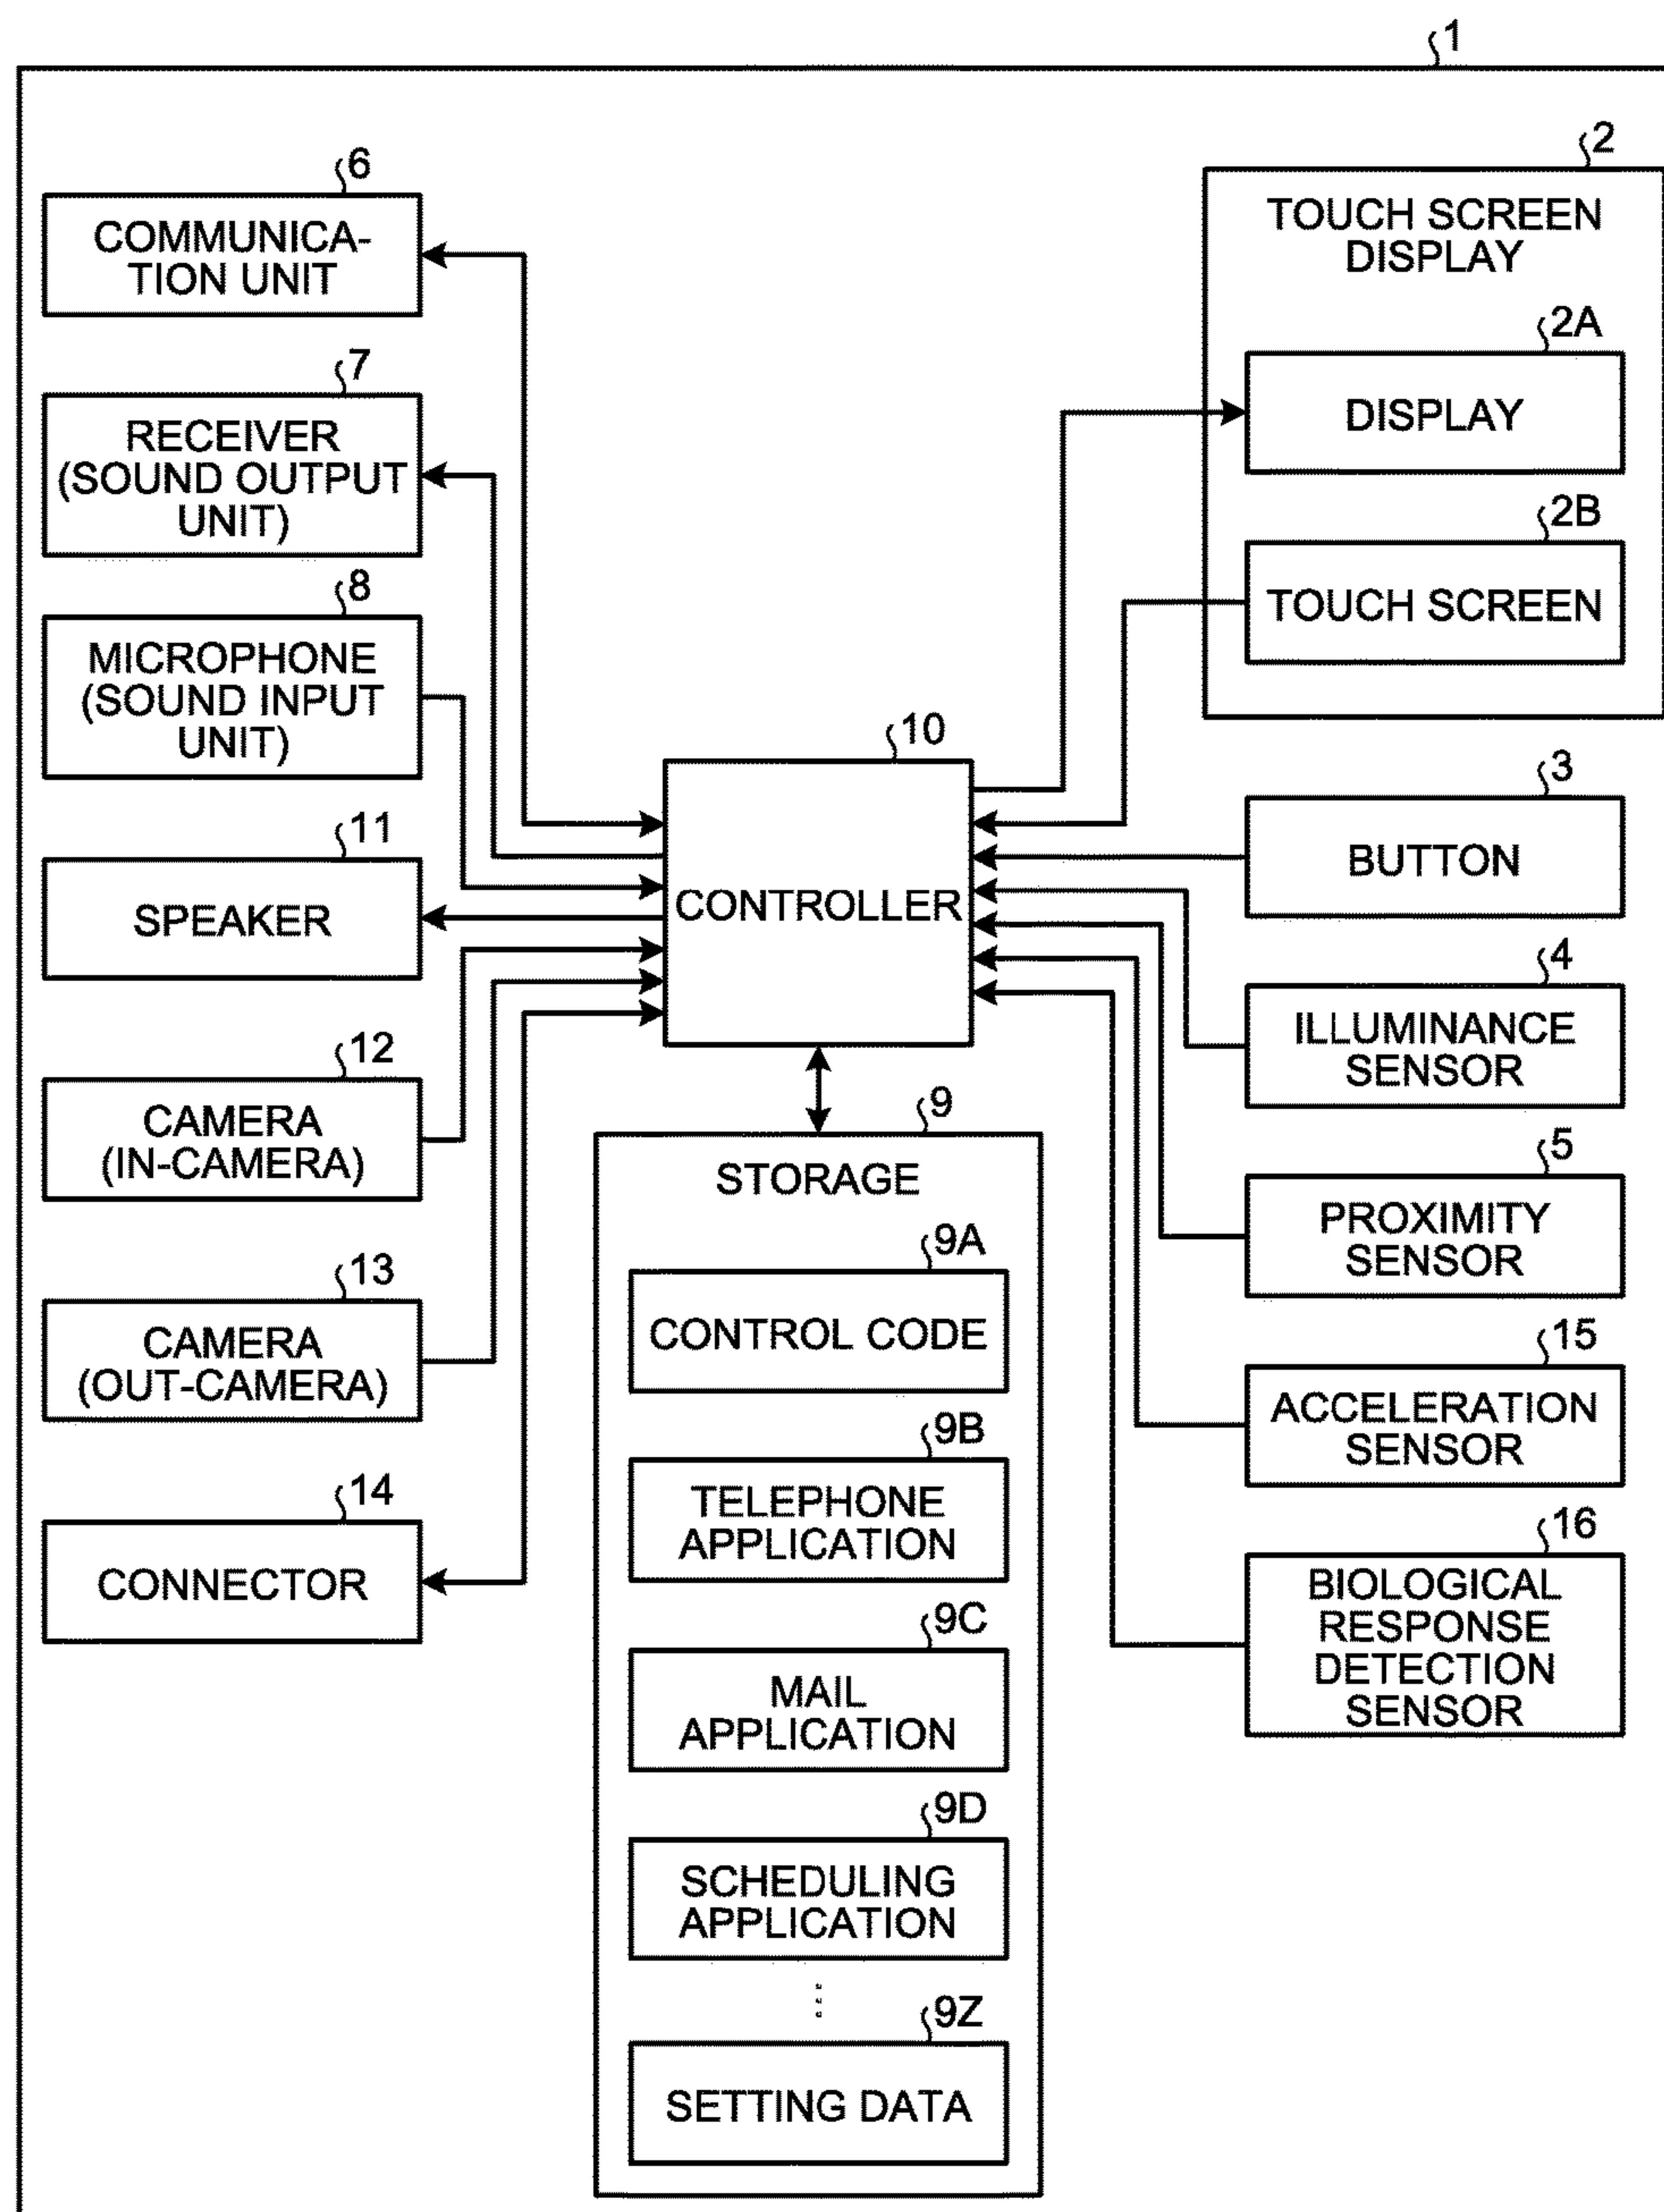 1
6
COMMUNICA-
TION UNIT
7
RECEIVER
(SOUND OUTPUT
UNIT)
8
MICROPHONE
(SOUND INPUT
UNIT)
11
SPEAKER
12
CAMERA
(IN-CAMERA)
13
CAMERA
(OUT-CAMERA)
14
CONNECTOR
10
CONTROLLER
9
STORAGE
9A
CONTROL CODE
9B
TELEPHONE
APPLICATION
9C
MAIL
APPLICATION
9D
SCHEDULING
APPLICATION
9Z
SETTING DATA
2
TOUCH SCREEN
DISPLAY
2A
DISPLAY
2B
TOUCH SCREEN
3
BUTTON
4
ILLUMINANCE
SENSOR
5
PROXIMITY
SENSOR
15
ACCELERATION
SENSOR
16
BIOLOGICAL
RESPONSE
DETECTION
SENSOR